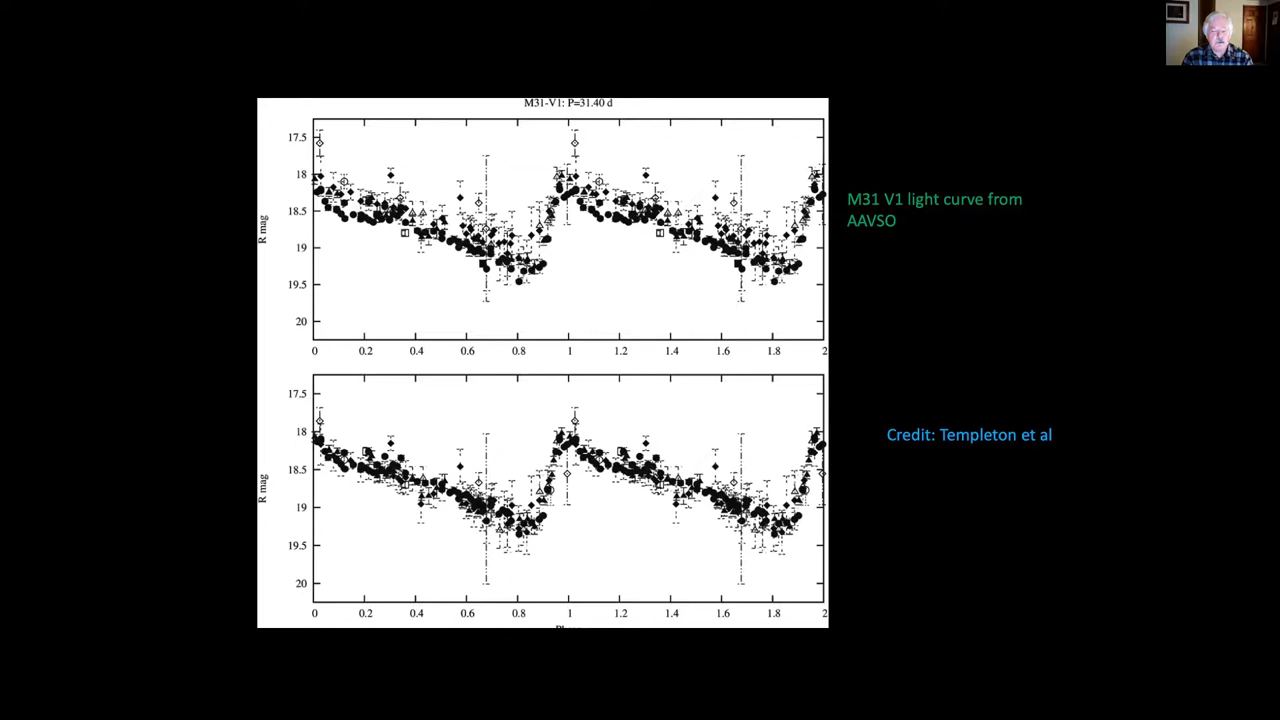 M31-V1: P=31.40 d
17.5
18
18.5
19
19.5
20
R mag
0 0.2 0.4 0.6 0.8 1 1.2 1.4 1.6 1.8 2
M31 V1 light curve from
AAVSO
17.5
18
18.5
19
19.5
20
R mag
0 0.2 0.4 0.6 0.8 1 1.2 1.4 1.6 1.8 2
Credit: Templeton et al